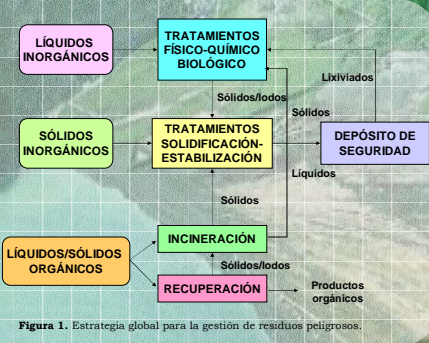 LÍQUIDOS
INORGÁNICOS
TRATAMIENTOS
FÍSICO-QUÍMICO
BIOLÓGICO
Lixiviados
Sólidos/lodos
Sólidos
SÓLIDOS
INORGÁNICOS
TRATAMIENTOS
SOLIDIFICACIÓN-
ESTABILIZACIÓN
DEPÓSITO DE
SEGURIDAD
Líquidos
Sólidos
LÍQUIDOS/SÓLIDOS
ORGÁNICOS
INCINERACIÓN
Sólidos/lodos
RECUPERACIÓN
Productos
orgánicos
Figura 1. Estrategia global para la gestión de residuos peligrosos.